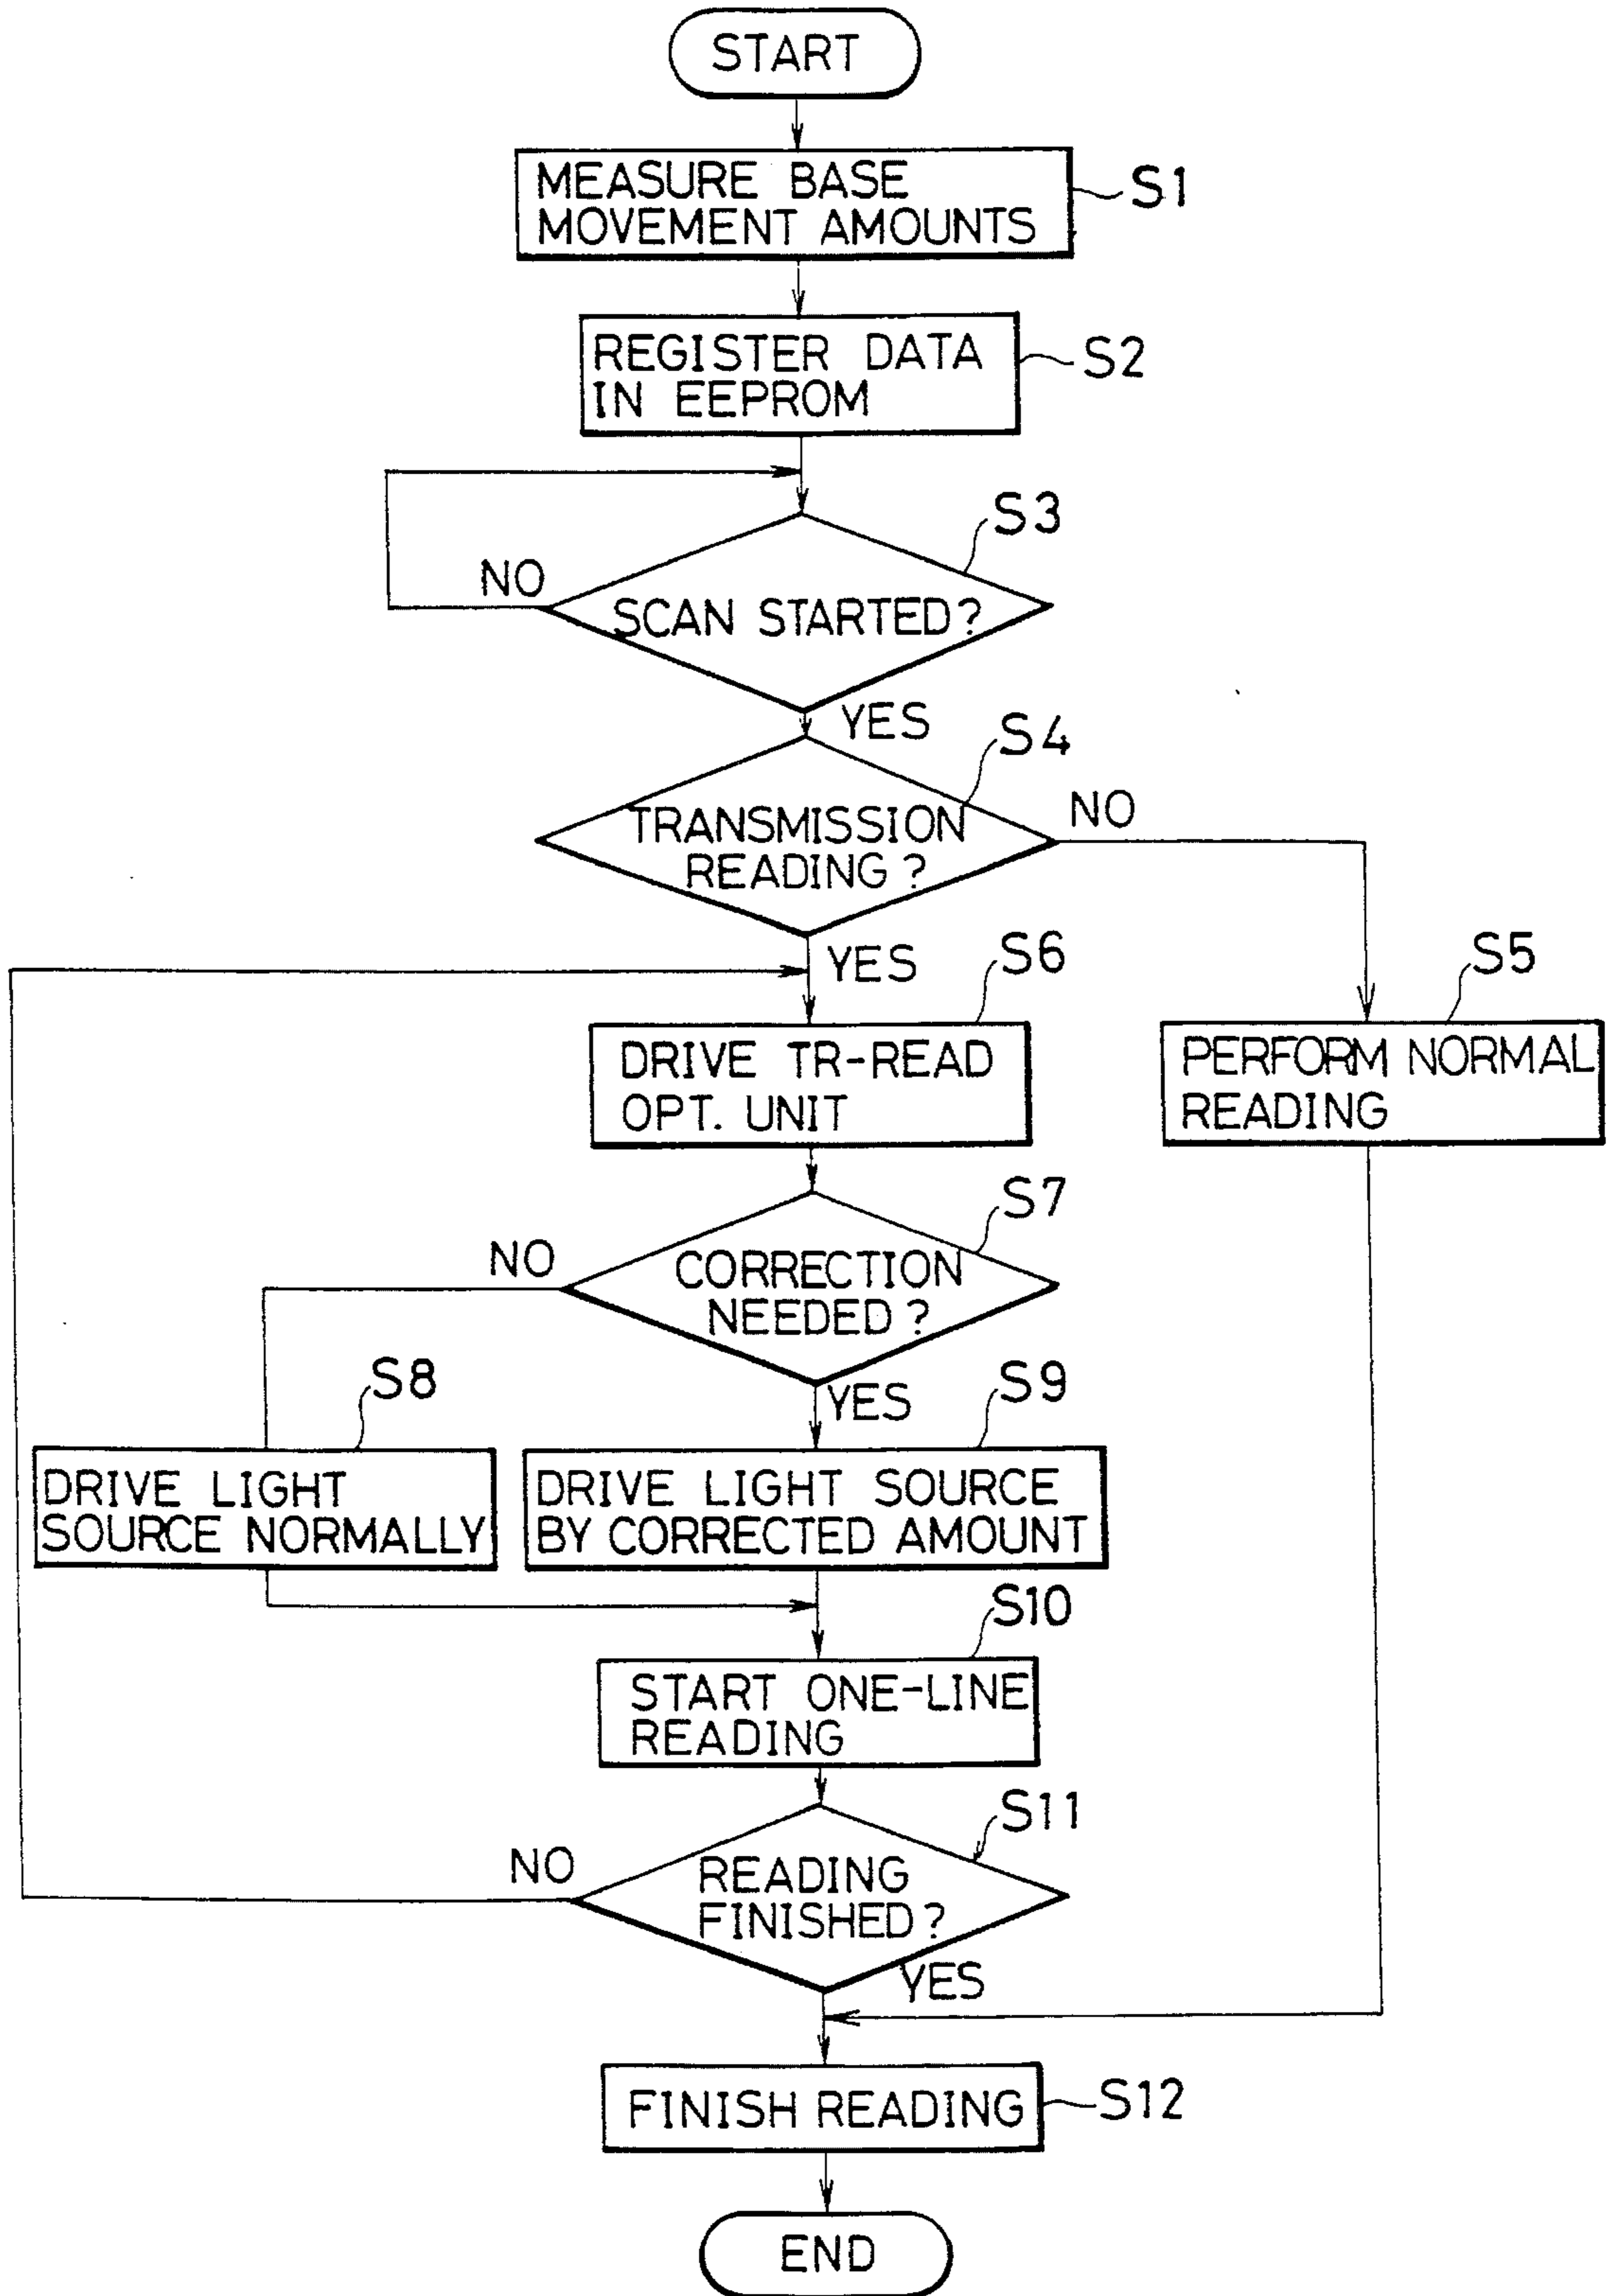 START
MEASURE BASE
MOVEMENT AMOUNTS
S1
REGISTER DATA
IN EEPROM
S2
S3
NO
SCAN STARTED?
YES
S4
TRANSMISSION
READING?
NO
YES
S6
S5
DRIVE TR-READ
OPT. UNIT
PERFORM NORMAL
READING
S7
NO
CORRECTION
NEEDED?
YES
S8
S9
DRIVE LIGHT
SOURCE NORMALLY
DRIVE LIGHT SOURCE
BY CORRECTED AMOUNT
S10
START ONE-LINE
READING
S11
NO
READING
FINISHED?
YES
FINISH READING
S12
END